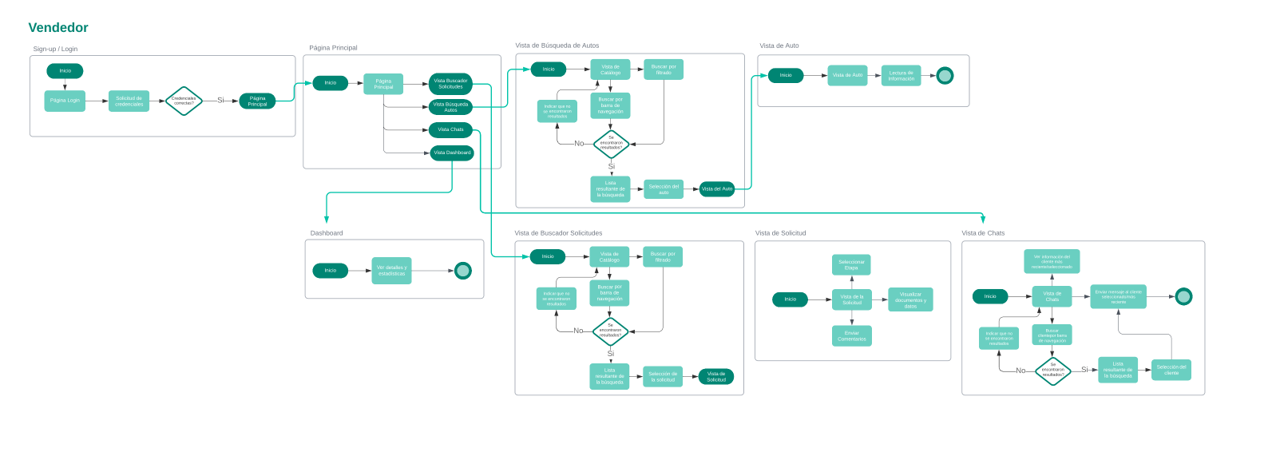 Vendedor
Sign-up / Login
Inicio
Página Login
Solicitud de
credenciales
¿Credenciales
correctas?
Si
Página
Principal
Página Principal
Inicio
Página
Principal
Vista Buscador
Solicitudes
Vista Búsqueda
Autos
Vista Chats
Vista Dashboard
Vista de Búsqueda de Autos
Inicio
Vista de
Catálogo
Buscar por
filtrado
Indicar que no
se encontraron
resultados
Buscar por
barra de
navegación
Se
encontraron
resultados?
No
Si
Lista
resultante de
la búsqueda
Selección del
auto
Vista del Auto
Vista de Auto
Inicio
Vista de Auto
Lectura de
información
Dashboard
Inicio
Ver detalles y
estadísticas
Vista de Buscador Solicitudes
Inicio
Vista de
Catálogo
Buscar por
filtrado
Indicar que no
se encontraron
resultados
Buscar por
barra de
navegación
Se
encontraron
resultados?
No
Si
Lista
resultante de
la búsqueda
Selección de
la solicitud
Vista de
Solicitud
Vista de Solicitud
Seleccionar
Etapa
Inicio
Vista de la
Solicitud
Visualizar
documentos y
datos
Enviar
Comentarios
Vista de Chats
Ver información del
cliente más
Inicio
Vista de
Chats
Enviar mensaje al cliente
Indicar que no
se encontraron
resultados
Buscar
de navegación
Se
encontraron
resultados?
No
Si
Lista
resultante de
la búsqueda
Selección del
cliente